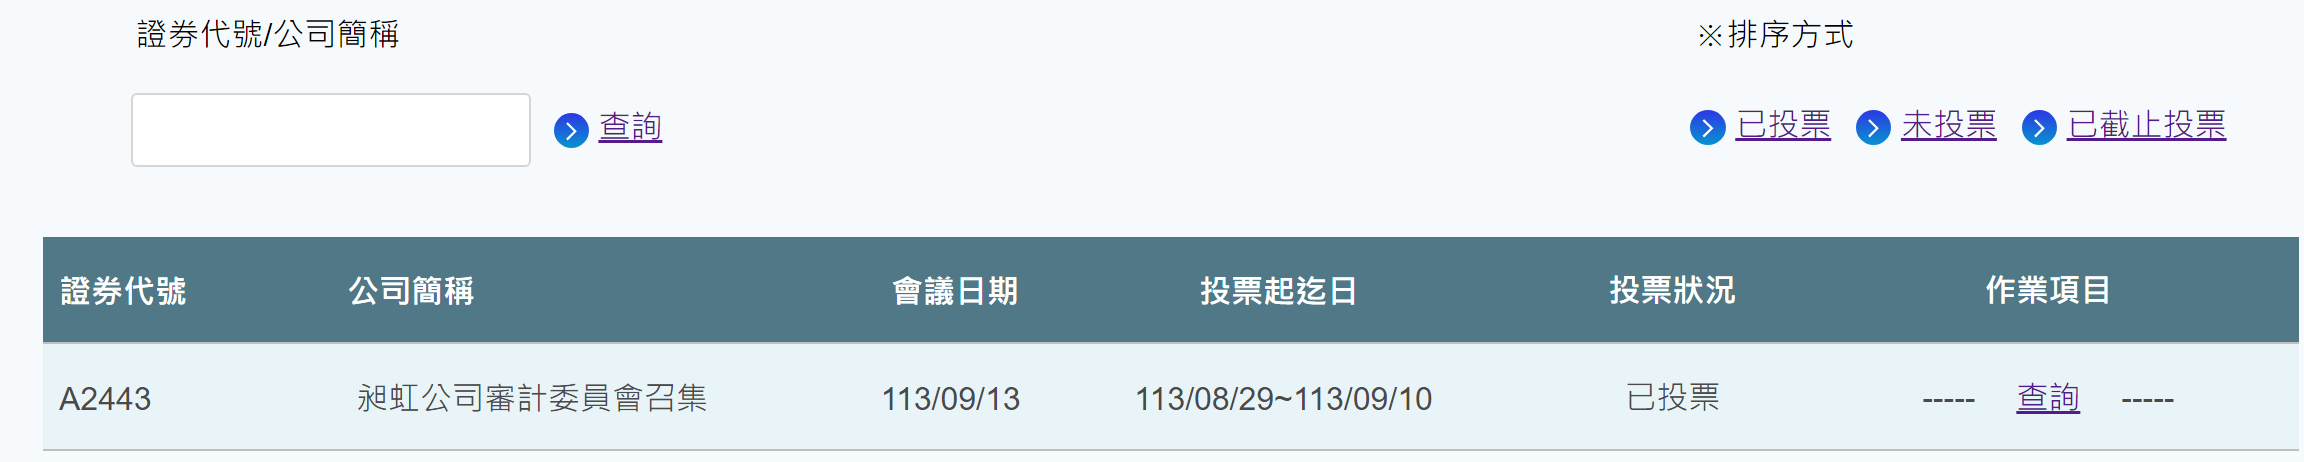 證券代號/公司簡稱 ※排序方式
查詢 已投票 未投票 已截止投票
證券代號 公司簡稱 會議日期 投票起迄日 投票狀況 作業項目
A2443 昶虹公司審計委員會召集 113/09/13 113/08/29~113/09/10 已投票 ----- 查詢 -----